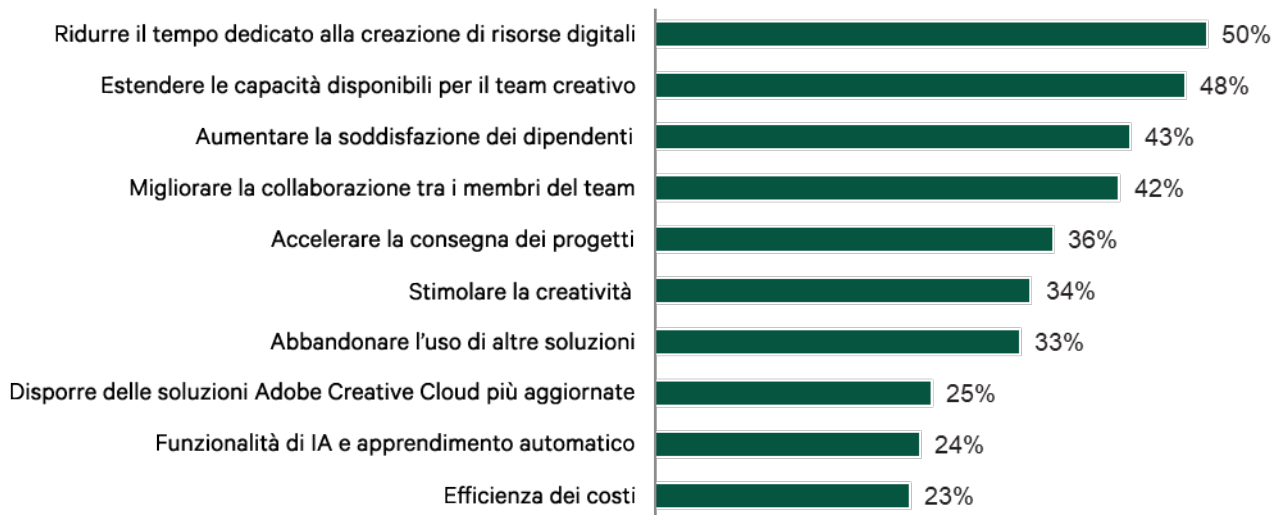 Ridurre il tempo dedicato alla creazione di risorse digitali 50%
Estendere le capacità disponibili per il team creativo 48%
Aumentare la soddisfazione dei dipendenti 43%
Migliorare la collaborazione tra i membri del team 42%
Accelerare la consegna dei progetti 36%
Stimolare la creatività 34%
Abbandonare l’uso di altre soluzioni 33%
Disporre delle soluzioni Adobe Creative Cloud più aggiornate 25%
Funzionalità di IA e apprendimento automatico 24%
Efficienza dei costi 23%